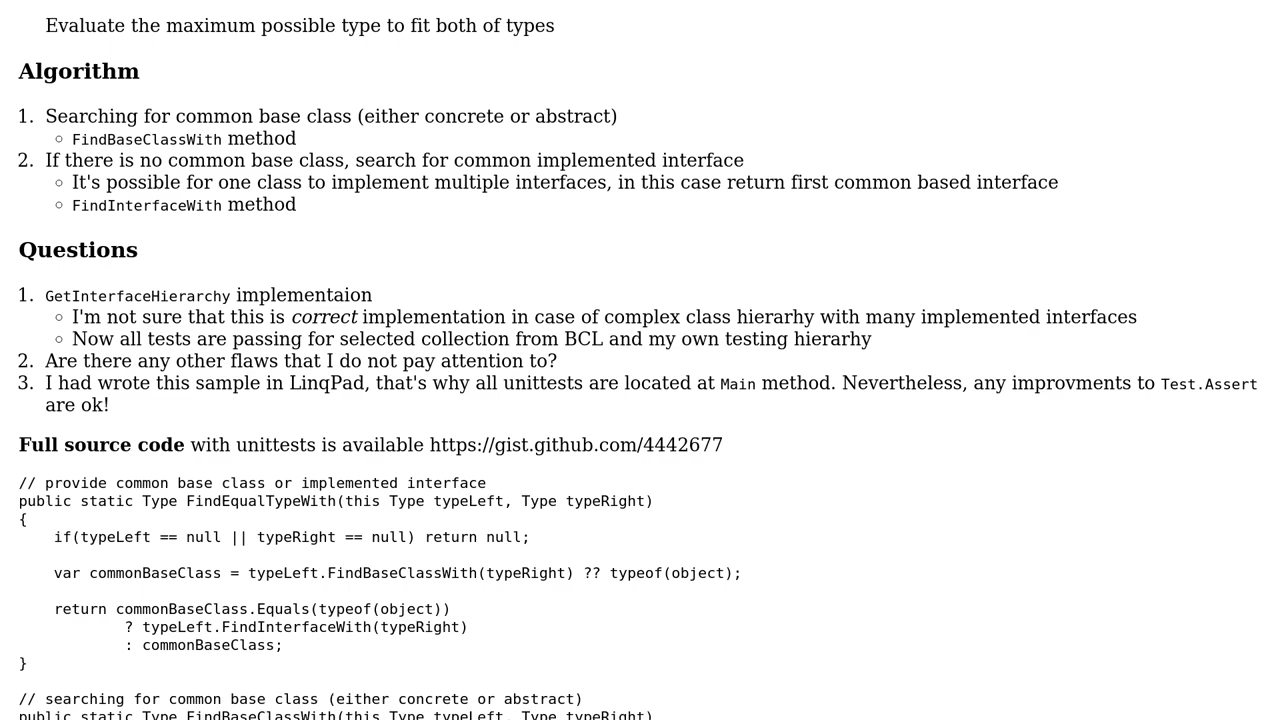 Evaluate the maximum possible type to fit both of types
Algorithm
1. Searching for common base class (either concrete or abstract)
◦ FindBaseClassWith method
2. If there is no common base class, search for common implemented interface
◦ It's possible for one class to implement multiple interfaces, in this case return first common based interface
◦ FindInterfaceWith method
Questions
1. GetInterfaceHierarchy implementaion
◦ I'm not sure that this is correct implementation in case of complex class hierarhy with many implemented interfaces
◦ Now all tests are passing for selected collection from BCL and my own testing hierarhy
2. Are there any other flaws that I do not pay attention to?
3. I had wrote this sample in LinqPad, that's why all unittests are located at Main method. Nevertheless, any improvments to Test.Assert
are ok!
Full source code with unittests is available https://gist.github.com/4442677
// provide common base class or implemented interface
public static Type FindEqualTypeWith(this Type typeLeft, Type typeRight)
{
    if(typeLeft == null || typeRight == null) return null;
    var commonBaseClass = typeLeft.FindBaseClassWith(typeRight) ?? typeof(object);
    return commonBaseClass.Equals(typeof(object))
            ? typeLeft.FindInterfaceWith(typeRight)
            : commonBaseClass;
}
// searching for common base class (either concrete or abstract)
public static Type FindBaseClassWith(this Type typeLeft, Type typeRight)